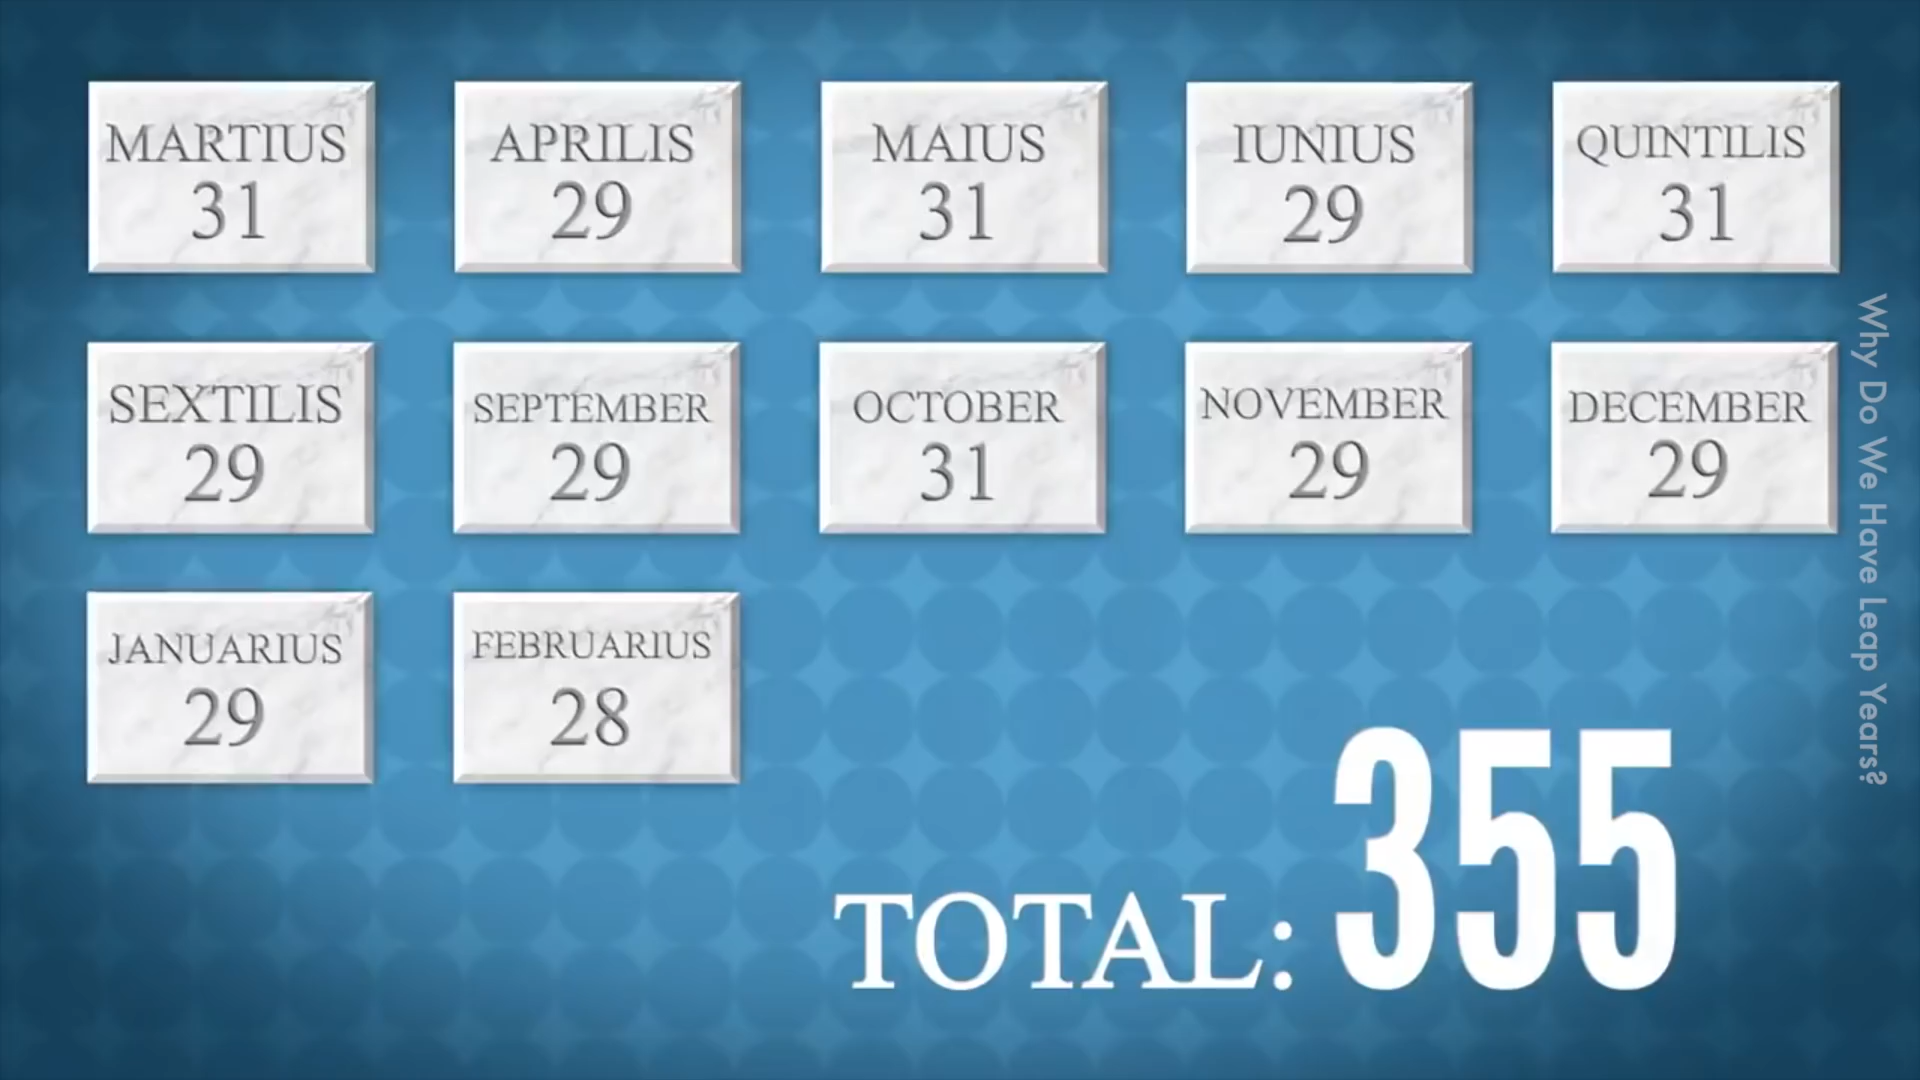 MARTIUS
31
APRILIS
29
MAIUS
31
IUNIUS
29
QUINTILIS
31
SEXTILIS
29
SEPTEMBER
29
OCTOBER
31
NOVEMBER
29
DECEMBER
29
JANUARIUS
29
FEBRUARIUS
28
TOTAL: 355
Why Do We Have Leap Years?